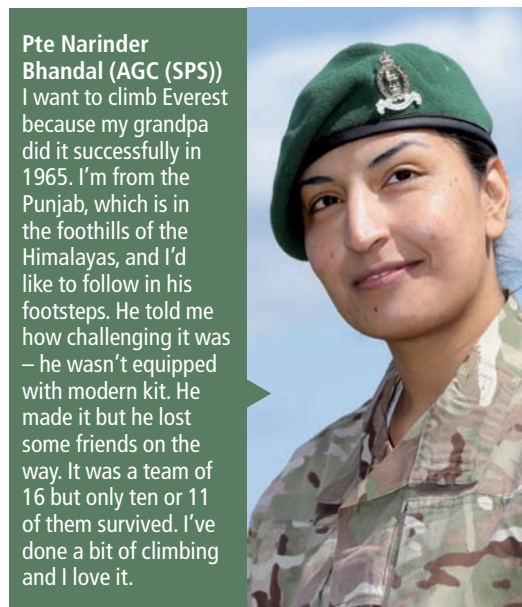 Pte Narinder
Bhandal (AGC (SPS))
I want to climb Everest
because my grandpa
did it successfully in
1965. I’m from the
Punjab, which is in
the foothills of the
Himalayas, and I’d
like to follow in his
footsteps. He told me
how challenging it was
– he wasn’t equipped
with modern kit. He
made it but he lost
some friends on the
way. It was a team of
16 but only ten or 11
of them survived. I’ve
done a bit of climbing
and I love it.